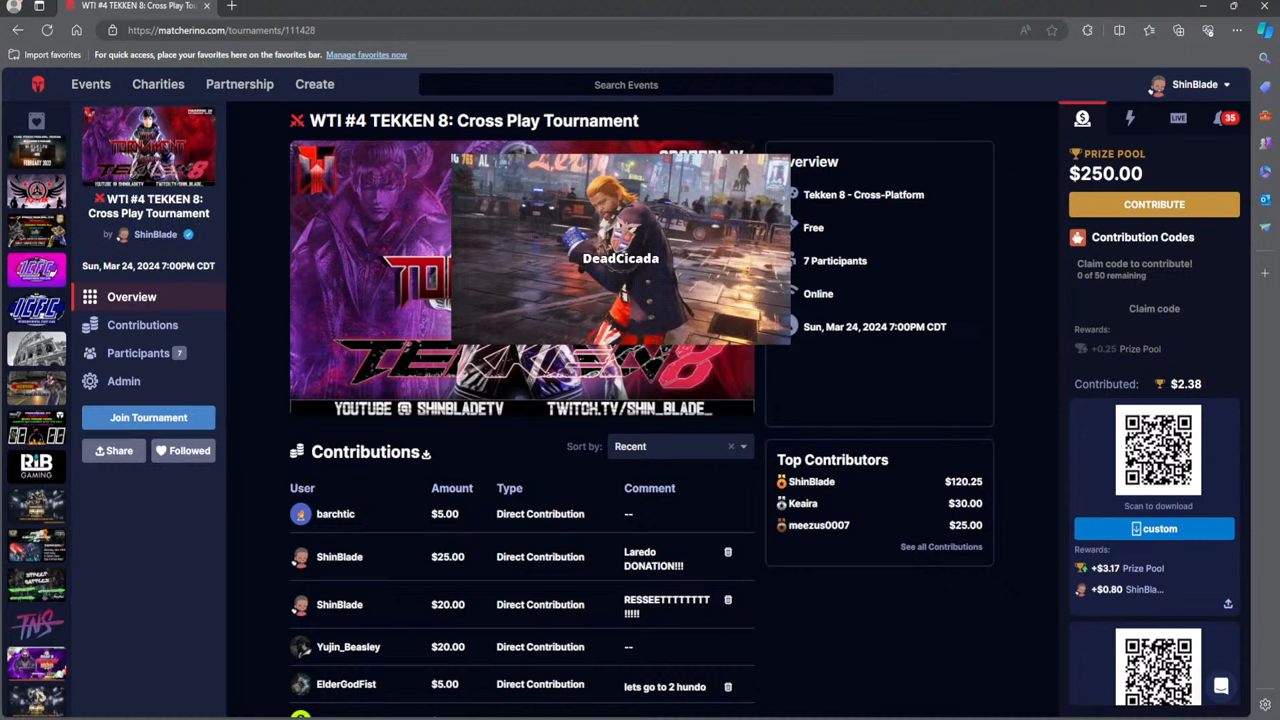 WTI #4 TEKKEN 8: Cross Play Tou
https://matcherino.com/tournaments/111428
Import favorites
For quick access, place your favorites here on the favorites bar. Manage favorites now
Events
Charities
Partnership
Create
Search Events
ShinBlade
WTI #4 TEKKEN 8:
Cross Play Tournament
by ShinBlade
Sun, Mar 24, 2024 7:00PM CDT
Overview
Contributions
Participants 7
Admin
Join Tournament
Share
Followed
RiB
GAMING
TNS
WTI #4 TEKKEN 8: Cross Play Tournament
DeadCicada
TEKKEN 8
YOUTUBE @ SHINBLADETV
TWITCH.TV/SHIN_BLADE_
verview
Tekken 8 - Cross-Platform
Free
7 Participants
Online
Sun, Mar 24, 2024 7:00PM CDT
Contributions
Sort by:
Recent
User Amount Type Comment
barchtic $5.00 Direct Contribution --
ShinBlade $25.00 Direct Contribution Laredo
DONATION!!!
ShinBlade $20.00 Direct Contribution RESSEETTTTTTT
!!!!!
Yujin_Beasley $20.00 Direct Contribution --
ElderGodFist $5.00 Direct Contribution lets go to 2 hundo
Top Contributors
ShinBlade $120.25
Keaira $30.00
meezus0007 $25.00
See all Contributions
LIVE
35
PRIZE POOL
$250.00
CONTRIBUTE
Contribution Codes
Claim code to contribute!
0 of 50 remaining
Claim code
Rewards:
+0.25 Prize Pool
Contributed: $2.38
Scan to download
custom
Rewards:
+$3.17 Prize Pool
+$0.80 ShinBla...